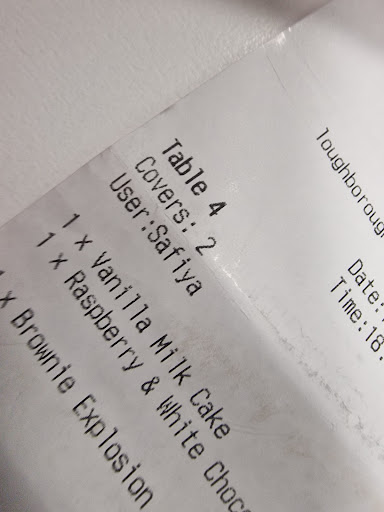 loughboroug
Date:
Time:18.
Table 4
Covers: 2
User:Safiya
1 x Vanilla Milk Cake
1 x Raspberry & White Choc
x Brownie Explosion